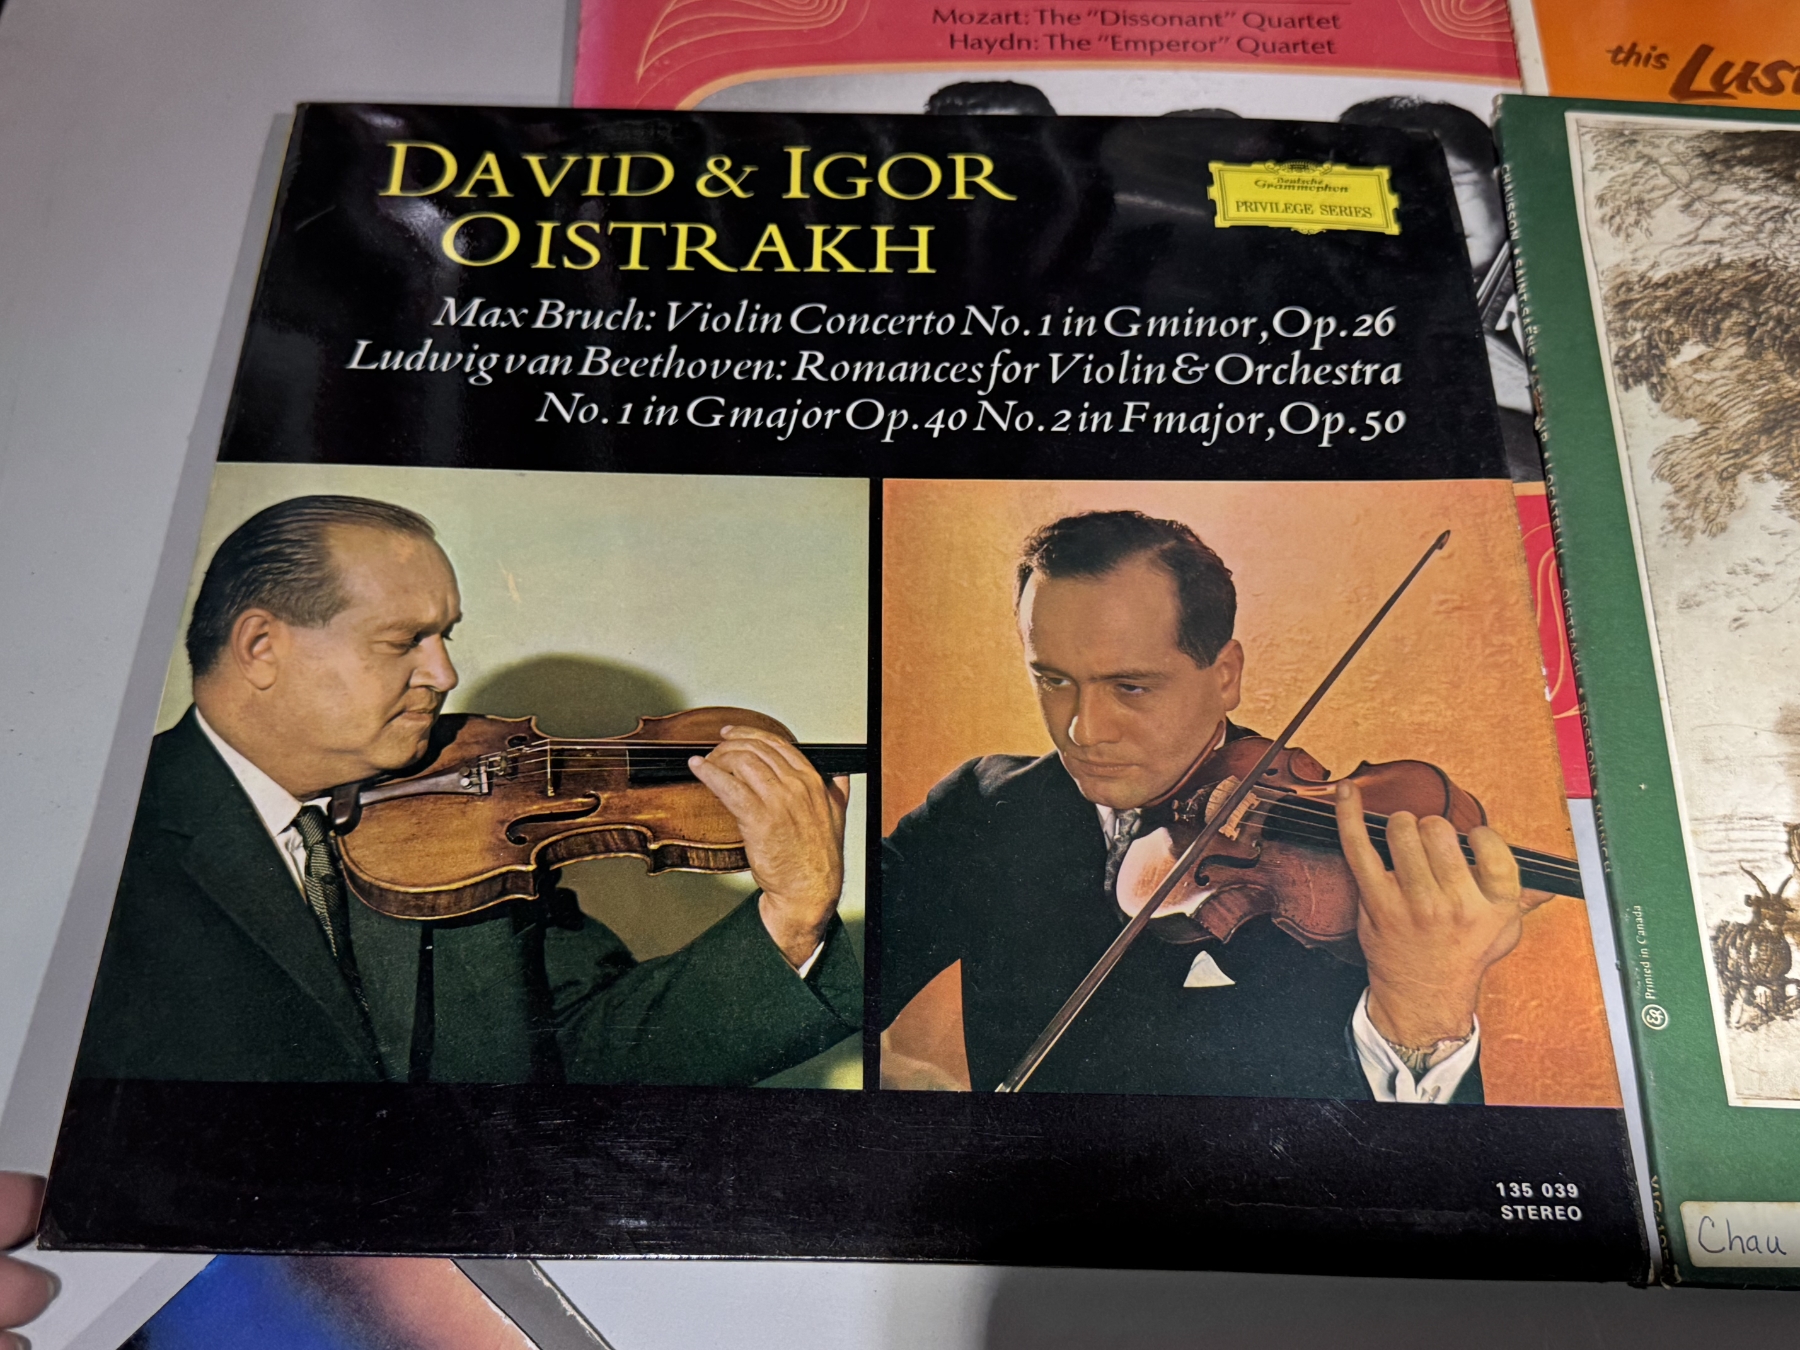 Mozart: The "Dissonant" Quartet
Haydn: The "Emperor" Quartet
this Lus
DAVID & IGOR
OISTRAKH
Deutsche
Grammophon
PRIVILEGE SERIES
Max Bruch: Violin Concerto No. 1 in G minor, Op. 26
Ludwig van Beethoven: Romances for Violin & Orchestra
No. 1 in G major Op. 40 No. 2 in F major, Op. 50
135 039
STEREO
Printed in Canada
Chau